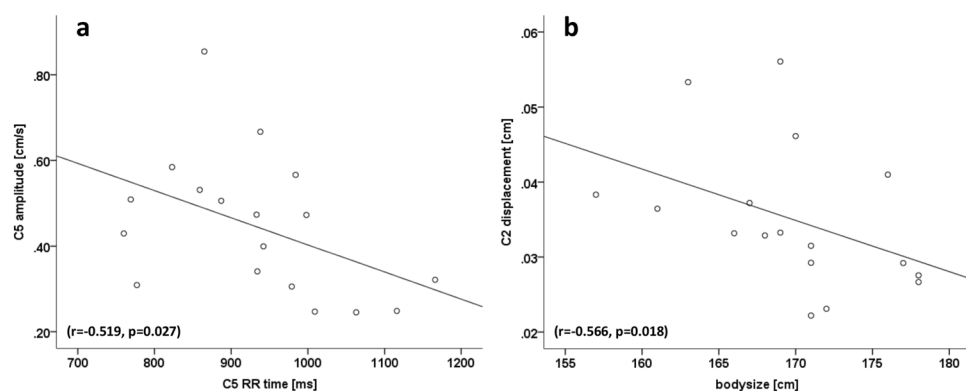 a
C5 amplitude [cm/s]
.80
.60
.40
.20
(r=-0.519, p=0.027)
700 800 900 1000 1100 1200
C5 RR time [ms]
b
C2 displacement [cm]
.06
.05
.04
.03
.02
(r=-0.566, p=0.018)
155 160 165 170 175 180
bodysize [cm]